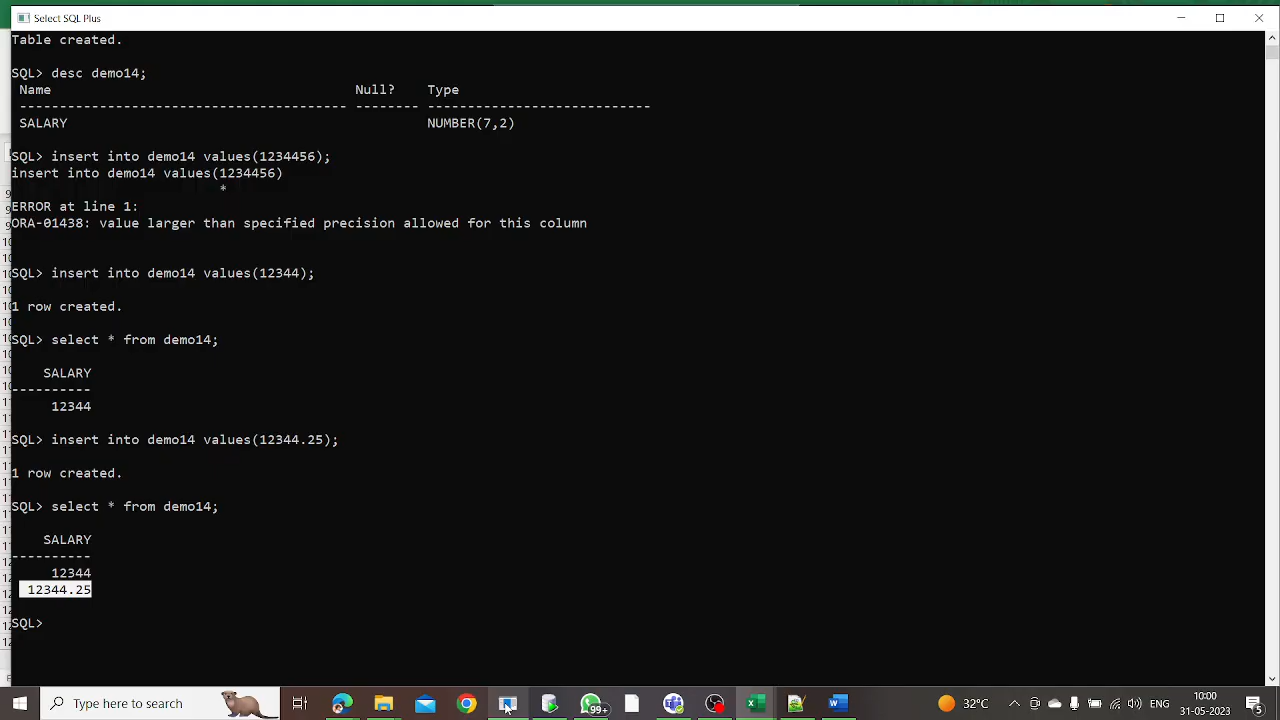 Select SQL Plus
Table created.
SQL> desc demo14;
Name Null? Type
----------------------------------------- -------- ----------------------------
SALARY NUMBER(7,2)
SQL> insert into demo14 values(1234456);
insert into demo14 values(1234456)
*
ERROR at line 1:
ORA-01438: value larger than specified precision allowed for this column
SQL> insert into demo14 values(12344);
1 row created.
SQL> select * from demo14;
SALARY
----------
12344
SQL> insert into demo14 values(12344.25);
1 row created.
SQL> select * from demo14;
SALARY
----------
12344
12344.25
SQL>
Type here to search
99+
32°C
ENG
10:00
31-05-2023
5